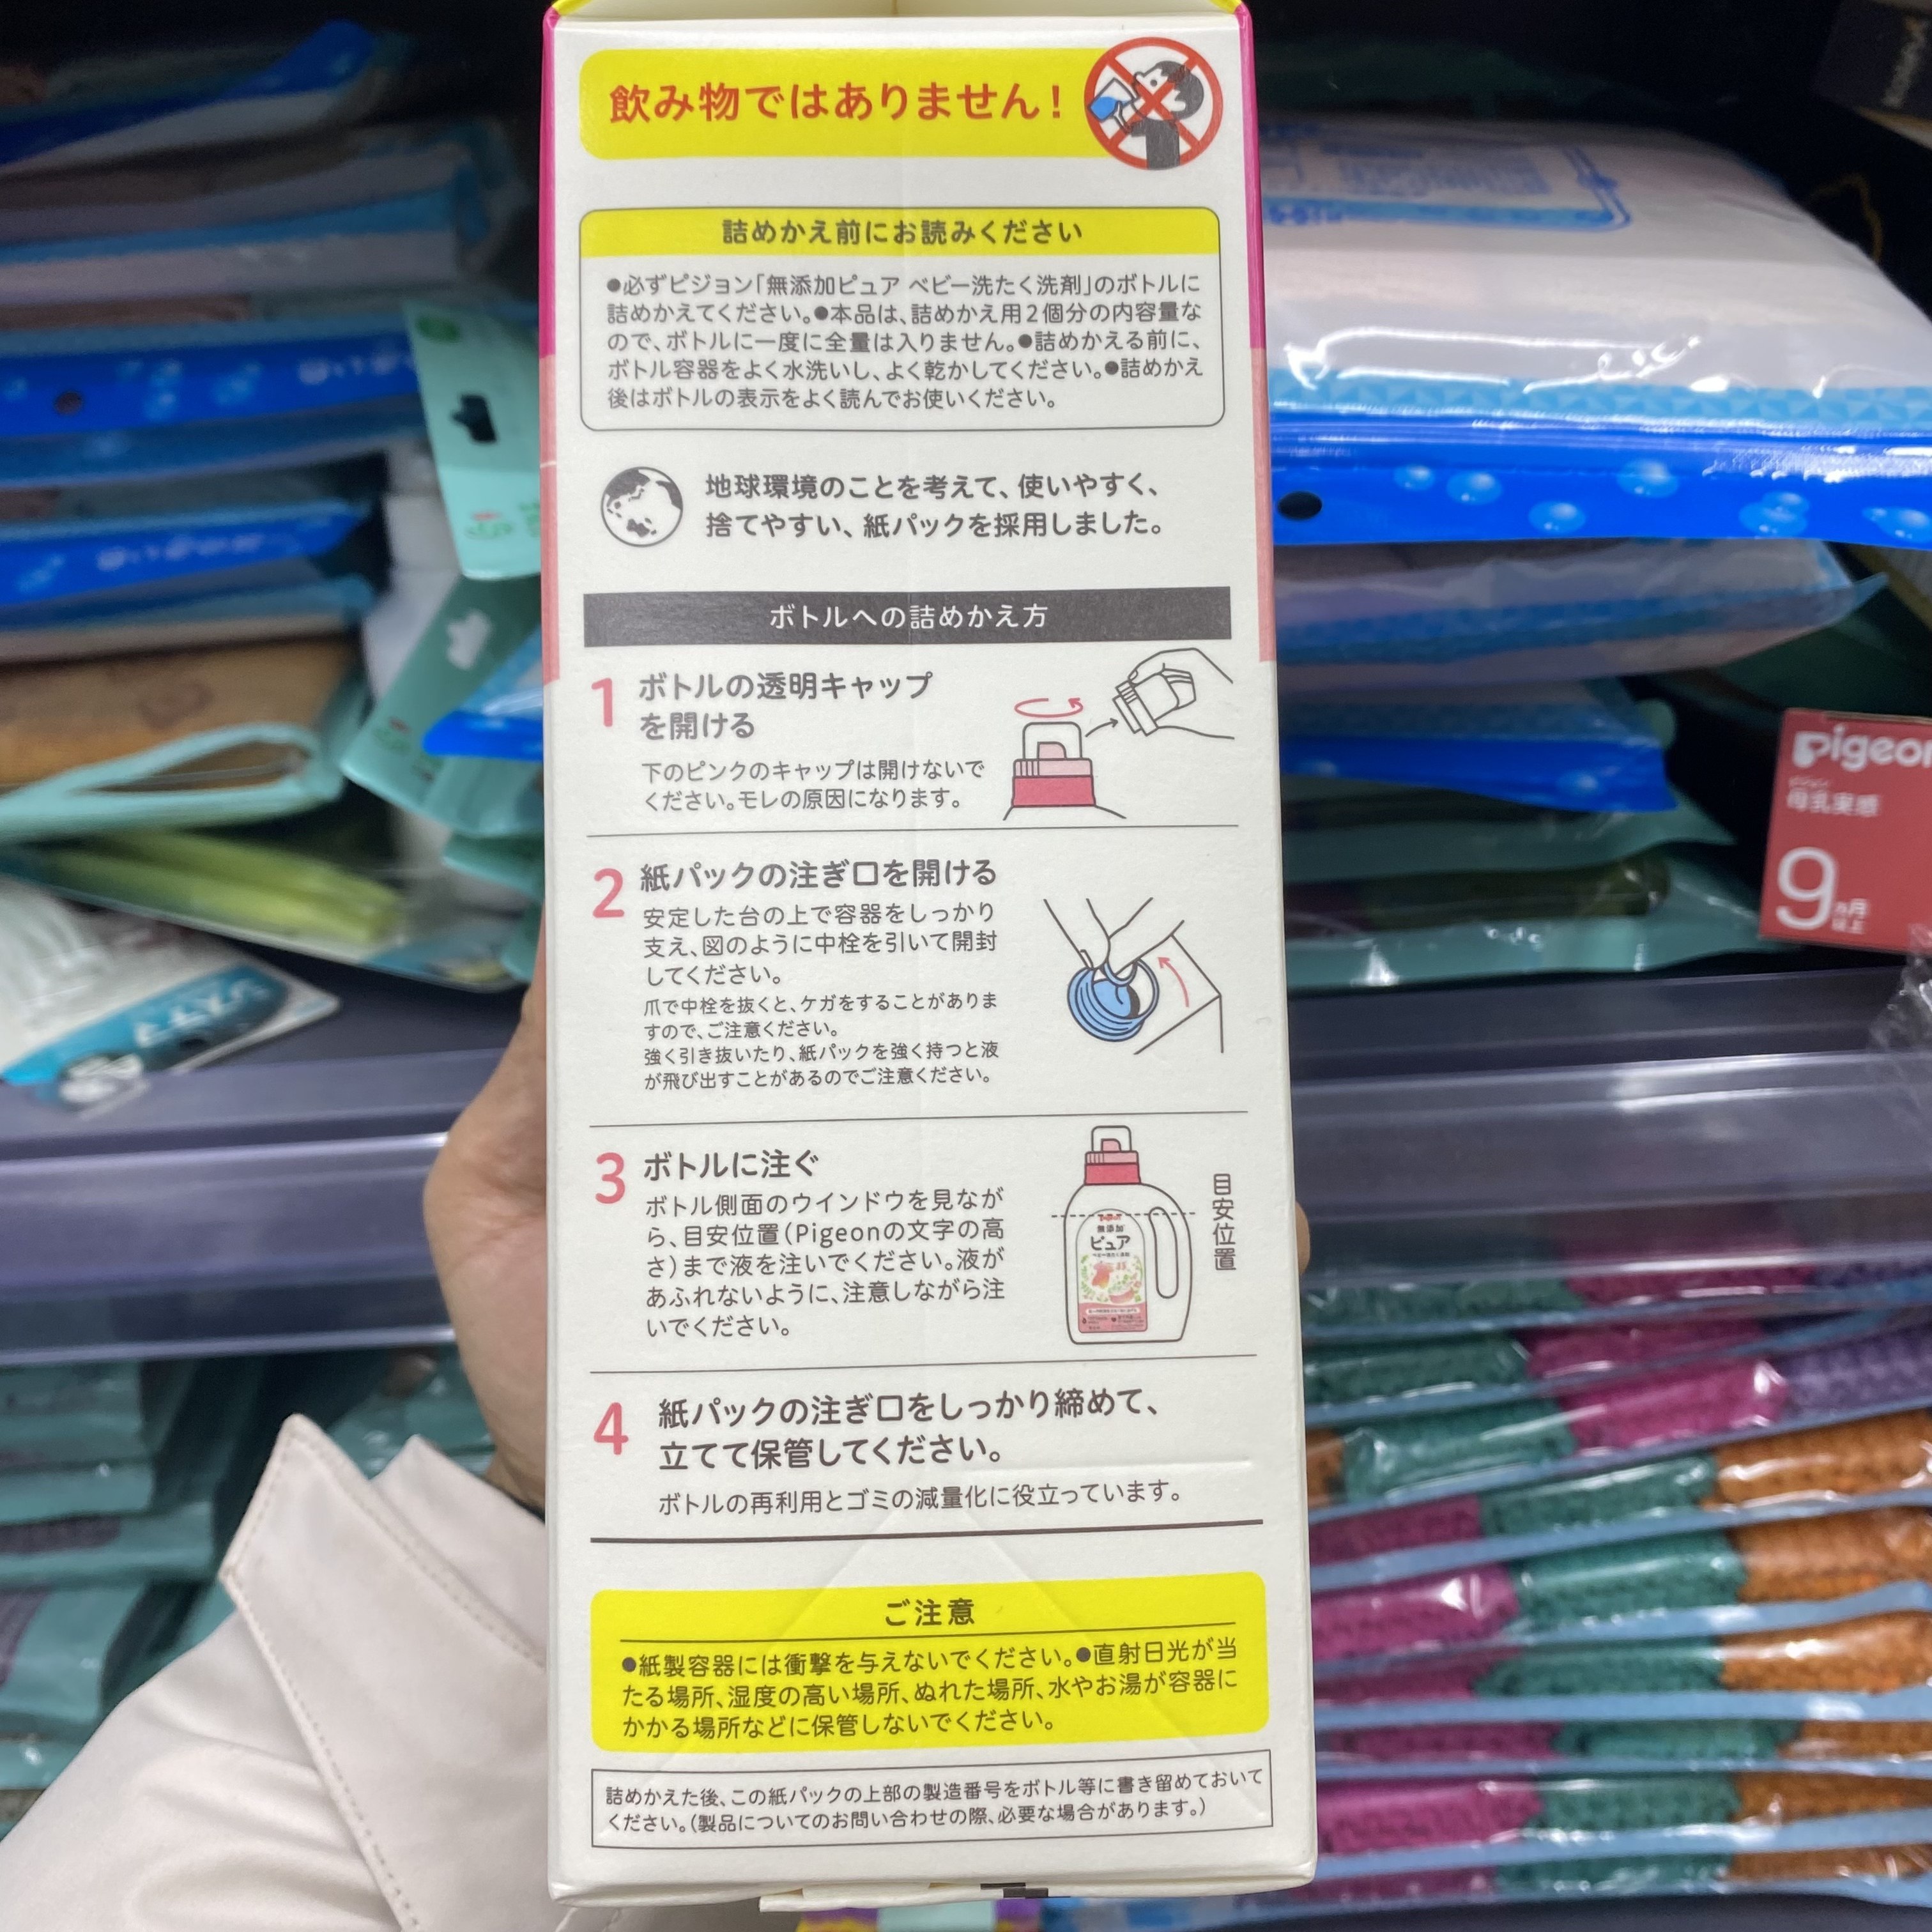 飲み物ではありません!
詰めかえ前にお読みください
●必ずピジョン「無添加ピュア ベビー洗たく洗剤」のボトルに
詰めかえてください。●本品は、詰めかえ用2個分の内容量な
ので、ボトルに一度に全量は入りません。●詰めかえる前に、
ボトル容器をよく水洗いし、よく乾かしてください。●詰めかえ
後はボトルの表示をよく読んでお使いください。
地球環境のことを考えて、使いやすく、
捨てやすい、紙パックを採用しました。
ボトルへの詰めかえ方
1 ボトルの透明キャップ
を開ける
下のピンクのキャップは開けないで
ください。モレの原因になります。
2 紙パックの注ぎ口を開ける
安定した台の上で容器をしっかり
支え、図のように中栓を引いて開封
してください。
爪で中栓を抜くと、ケガをすることがありま
すので、ご注意ください。
強く引き抜いたり、紙パックを強く持つと液
が飛び出すことがあるのでご注意ください。
3 ボトルに注ぐ
ボトル側面のウインドウを見なが
ら、目安位置(Pigeonの文字の高
さ)まで液を注いでください。液が
あふれないように、注意しながら注
いでください。
目安位置
無添加
ピュア
4 紙パックの注ぎ口をしっかり締めて、
立てて保管してください。
ボトルの再利用とゴミの減量化に役立っています。
ご注意
●紙製容器には衝撃を与えないでください。●直射日光が当
たる場所、湿度の高い場所、ぬれた場所、水やお湯が容器に
かかる場所などに保管しないでください。
詰めかえた後、この紙パックの上部の製造番号をボトル等に書き留めておいて
ください。(製品についてのお問い合わせの際、必要な場合があります。)
Pigeon
母乳実感
9ヵ月
以上
システマ